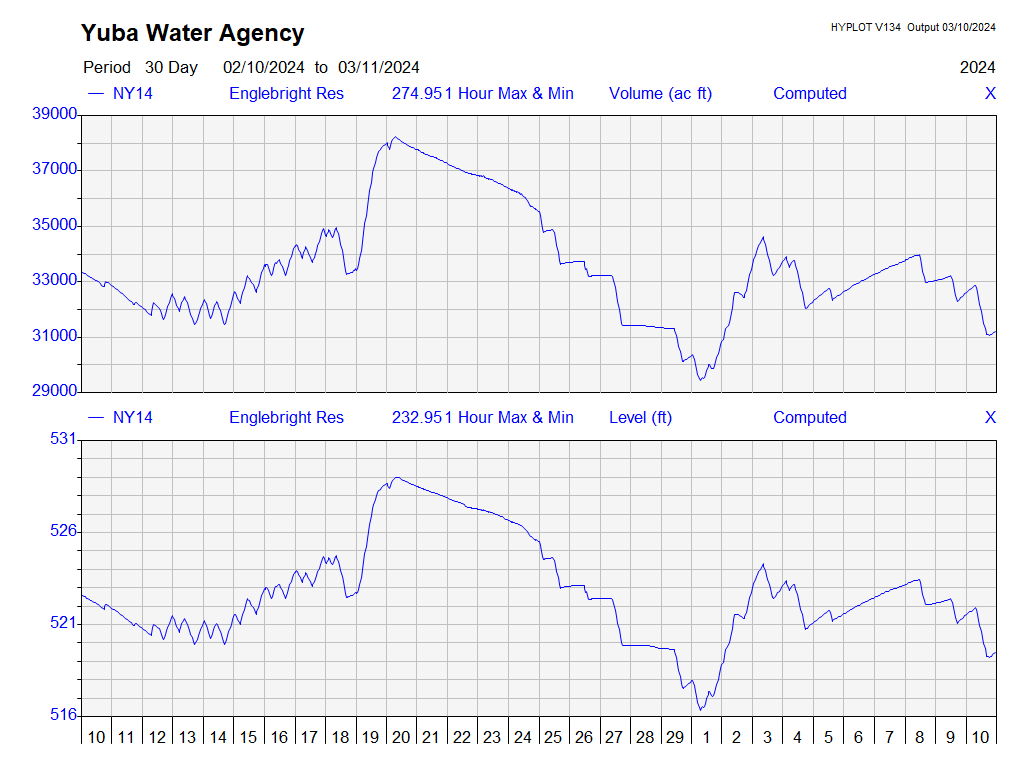 Yuba Water Agency
HYPLOT V134 Output 03/10/2024
Period 30 Day 02/10/2024 to 03/11/2024 2024
NY14 Englebright Res 274.951 Hour Max & Min Volume (ac ft) Computed X
39000
37000
35000
33000
31000
29000
NY14 Englebright Res 232.951 Hour Max & Min Level (ft) Computed X
531
526
521
516
10 11 12 13 14 15 16 17 18 19 20 21 22 23 24 25 26 27 28 29 1 2 3 4 5 6 7 8 9 10